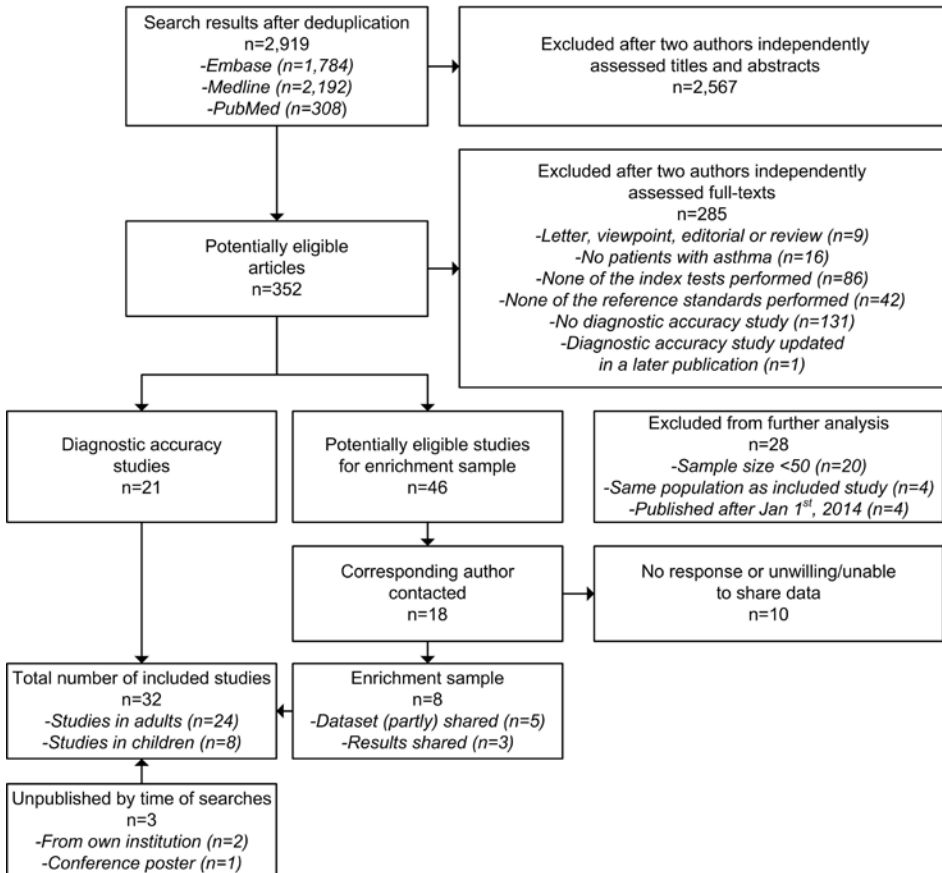 Search results after deduplication
n=2,919
-Embase (n=1,784)
-Medline (n=2,192)
-PubMed (n=308)
Excluded after two authors independently
assessed titles and abstracts
n=2,567
Potentially eligible
articles
n=352
Excluded after two authors independently
assessed full-texts
n=285
-Letter, viewpoint, editorial or review (n=9)
-No patients with asthma (n=16)
-None of the index tests performed (n=86)
-None of the reference standards performed (n=42)
-No diagnostic accuracy study (n=131)
-Diagnostic accuracy study updated
in a later publication (n=1)
Diagnostic accuracy
studies
n=21
Potentially eligible studies
for enrichment sample
n=46
Excluded from further analysis
n=28
-Sample size <50 (n=20)
-Same population as included study (n=4)
-Published after Jan 1st, 2014 (n=4)
Corresponding author
contacted
n=18
No response or unwilling/unable
to share data
n=10
Total number of included studies
n=32
-Studies in adults (n=24)
-Studies in children (n=8)
Enrichment sample
n=8
-Dataset (partly) shared (n=5)
-Results shared (n=3)
Unpublished by time of searches
n=3
-From own institution (n=2)
-Conference poster (n=1)